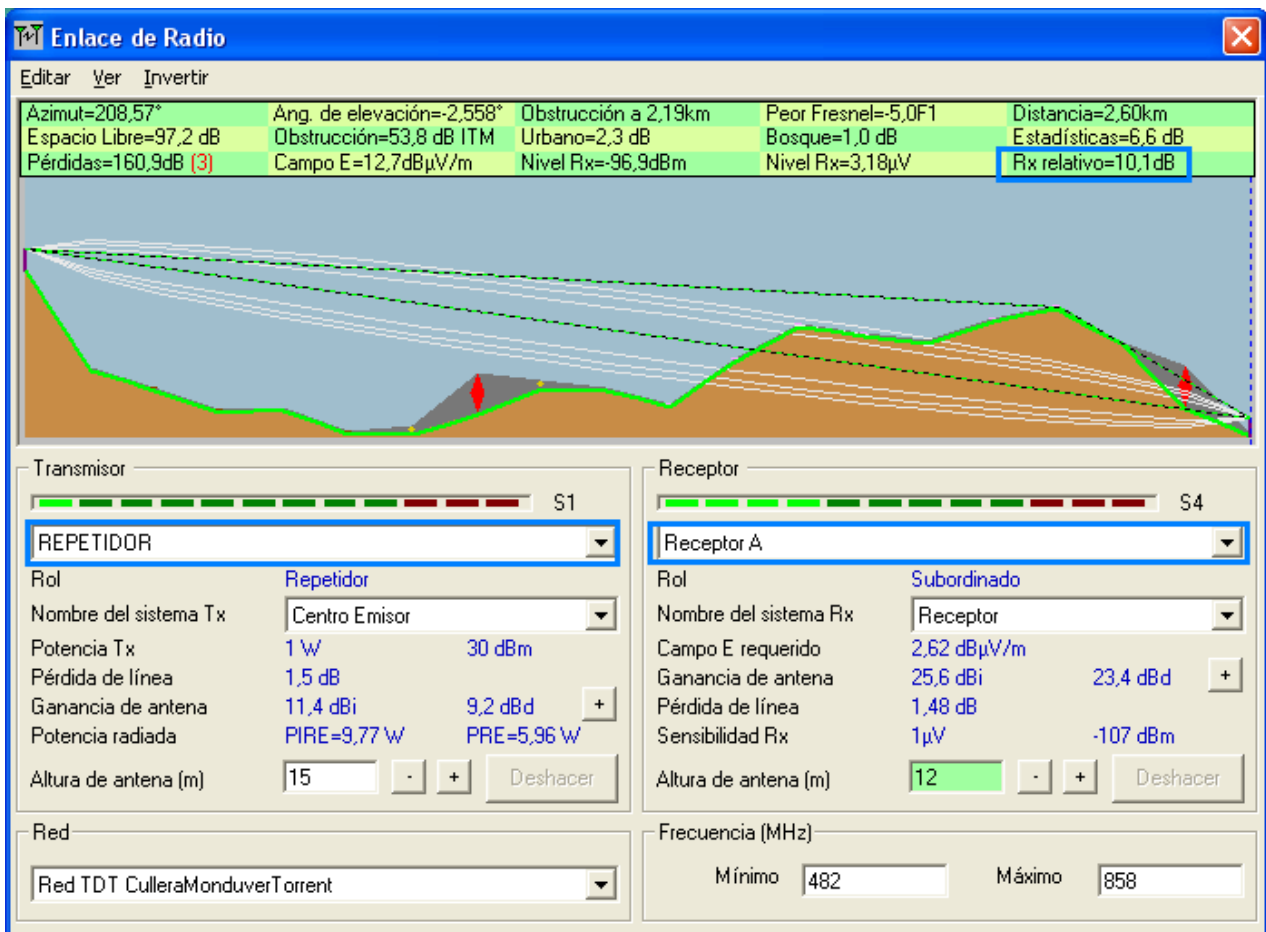 Enlace de Radio
Editar Ver Invertir
Azimut=208,57° Ang. de elevación=-2,558° Obstrucción a 2,19km Peor Fresnel=-5,0F1 Distancia=2,60km
Espacio Libre=97,2 dB Obstrucción=53,8 dB ITM Urbano=2,3 dB Bosque=1,0 dB Estadísticas=6,6 dB
Pérdidas=160,9dB (3) Campo E=12,7dBµV/m Nivel Rx=-96,9dBm Nivel Rx=3,18µV Rx relativo=10,1dB
Transmisor
S1
REPETIDOR
Rol Repetidor
Nombre del sistema Tx Centro Emisor
Potencia Tx 1 W 30 dBm
Pérdida de línea 1,5 dB
Ganancia de antena 11,4 dBi 9,2 dBd +
Potencia radiada PIRE=9,77 W PRE=5,96 W
Altura de antena (m) 15 - + Deshacer
Receptor
S4
Receptor A
Rol Subordinado
Nombre del sistema Rx Receptor
Campo E requerido 2,62 dBµV/m
Ganancia de antena 25,6 dBi 23,4 dBd +
Pérdida de línea 1,48 dB
Sensibilidad Rx 1µV -107 dBm
Altura de antena (m) 12 - + Deshacer
Red
Red TDT CulleraMonduverTorrent
Frecuencia (MHz)
Mínimo 482 Máximo 858